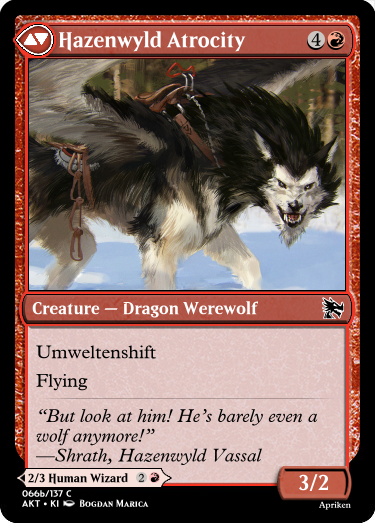 Hazenwyld Atrocity 4
Creature — Dragon Werewolf
Umweltenshift
Flying
“But look at him! He's barely even a
wolf anymore!”
—Shrath, Hazenwyld Vassal
2/3 Human Wizard 2
3/2
066b/137 C
AKT • KI Bogdan Marica
Apriken